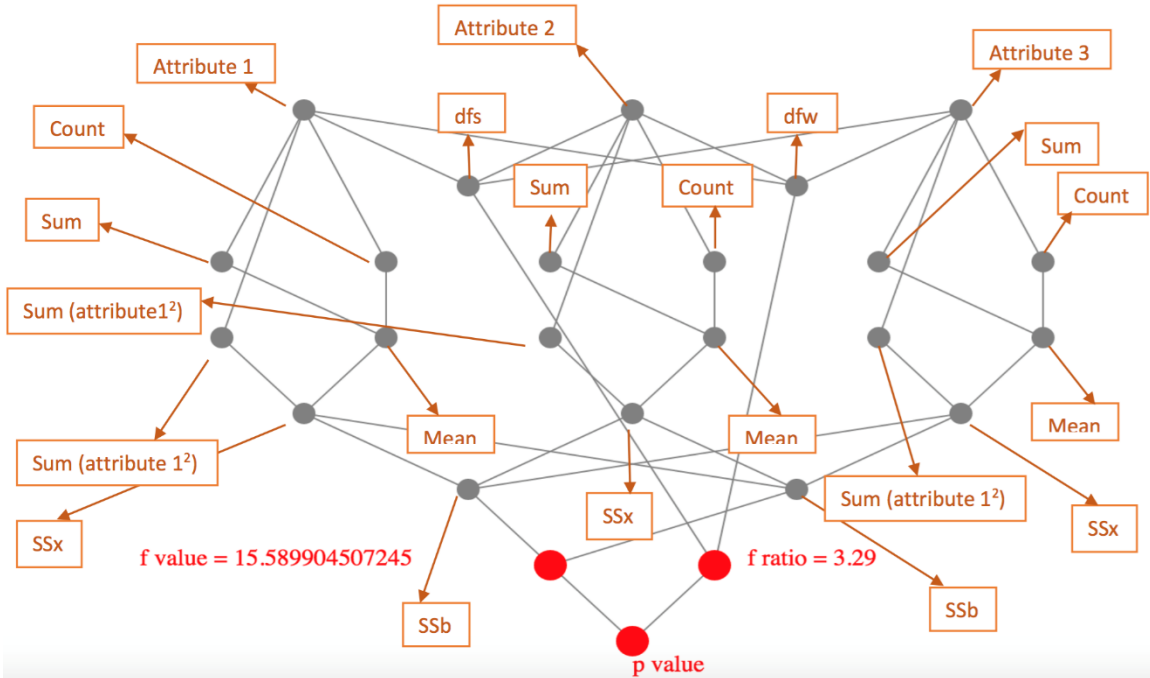 Attribute 2
Attribute 1
Attribute 3
Count
dfs
dfw
Sum
Sum
Count
Count
Sum
Sum (attribute1²)
Mean
Mean
Mean
Sum (attribute 1²)
Sum (attribute 1²)
SSx
SSx
SSx
f value = 15.589904507245
f ratio = 3.29
SSb
SSb
p value